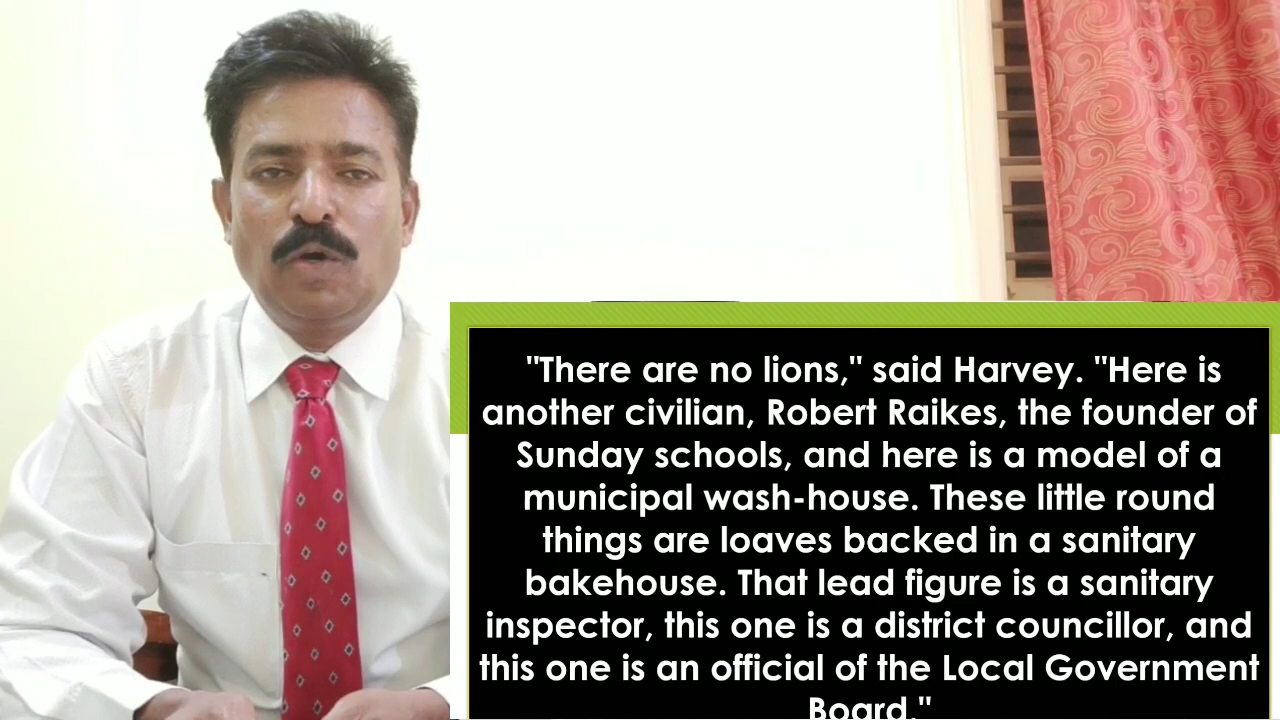 "There are no lions," said Harvey. "Here is
another civilian, Robert Raikes, the founder of
Sunday schools, and here is a model of a
municipal wash-house. These little round
things are loaves backed in a sanitary
bakehouse. That lead figure is a sanitary
inspector, this one is a district councillor, and
this one is an official of the Local Government
Board."